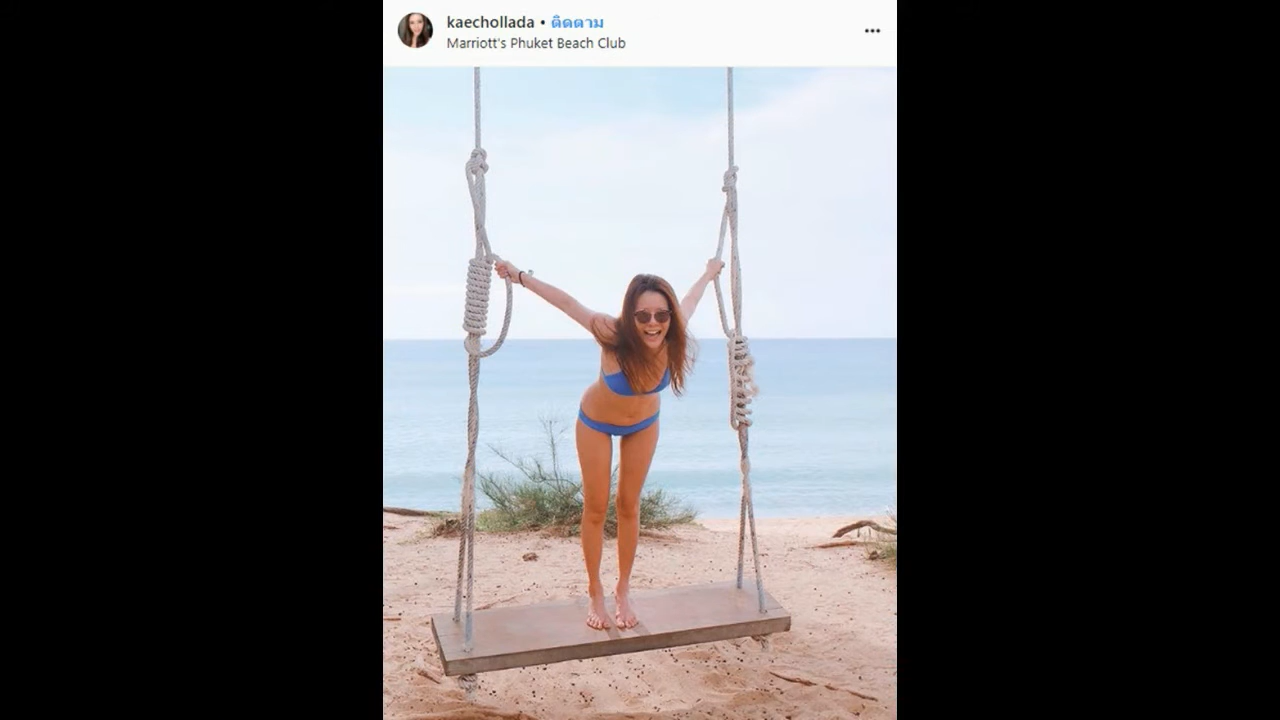 kaechollada • ติดตาม
Marriott's Phuket Beach Club